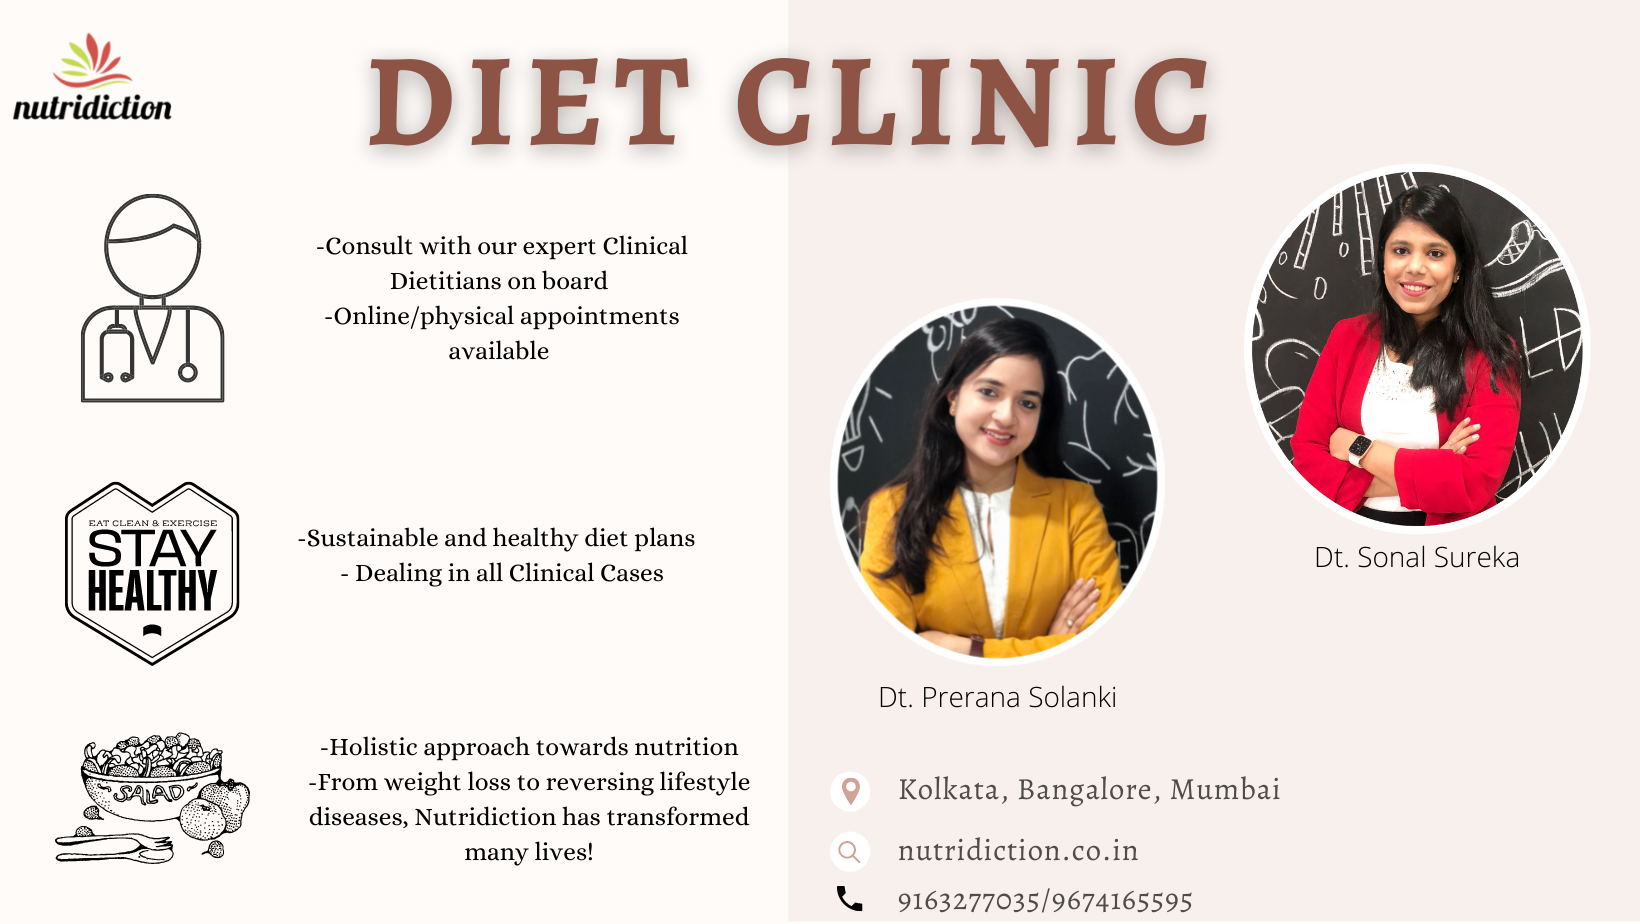 nutridiction
DIET CLINIC
-Consult with our expert Clinical
Dietitians on board
-Online/physical appointments
available
EAT CLEAN & EXERCISE
STAY
HEALTHY
-Sustainable and healthy diet plans
- Dealing in all Clinical Cases
SALAD
-Holistic approach towards nutrition
-From weight loss to reversing lifestyle
diseases, Nutridiction has transformed
many lives!
Dt. Sonal Sureka
Dt. Prerana Solanki
Kolkata, Bangalore, Mumbai
nutridiction.co.in
9163277035/9674165595